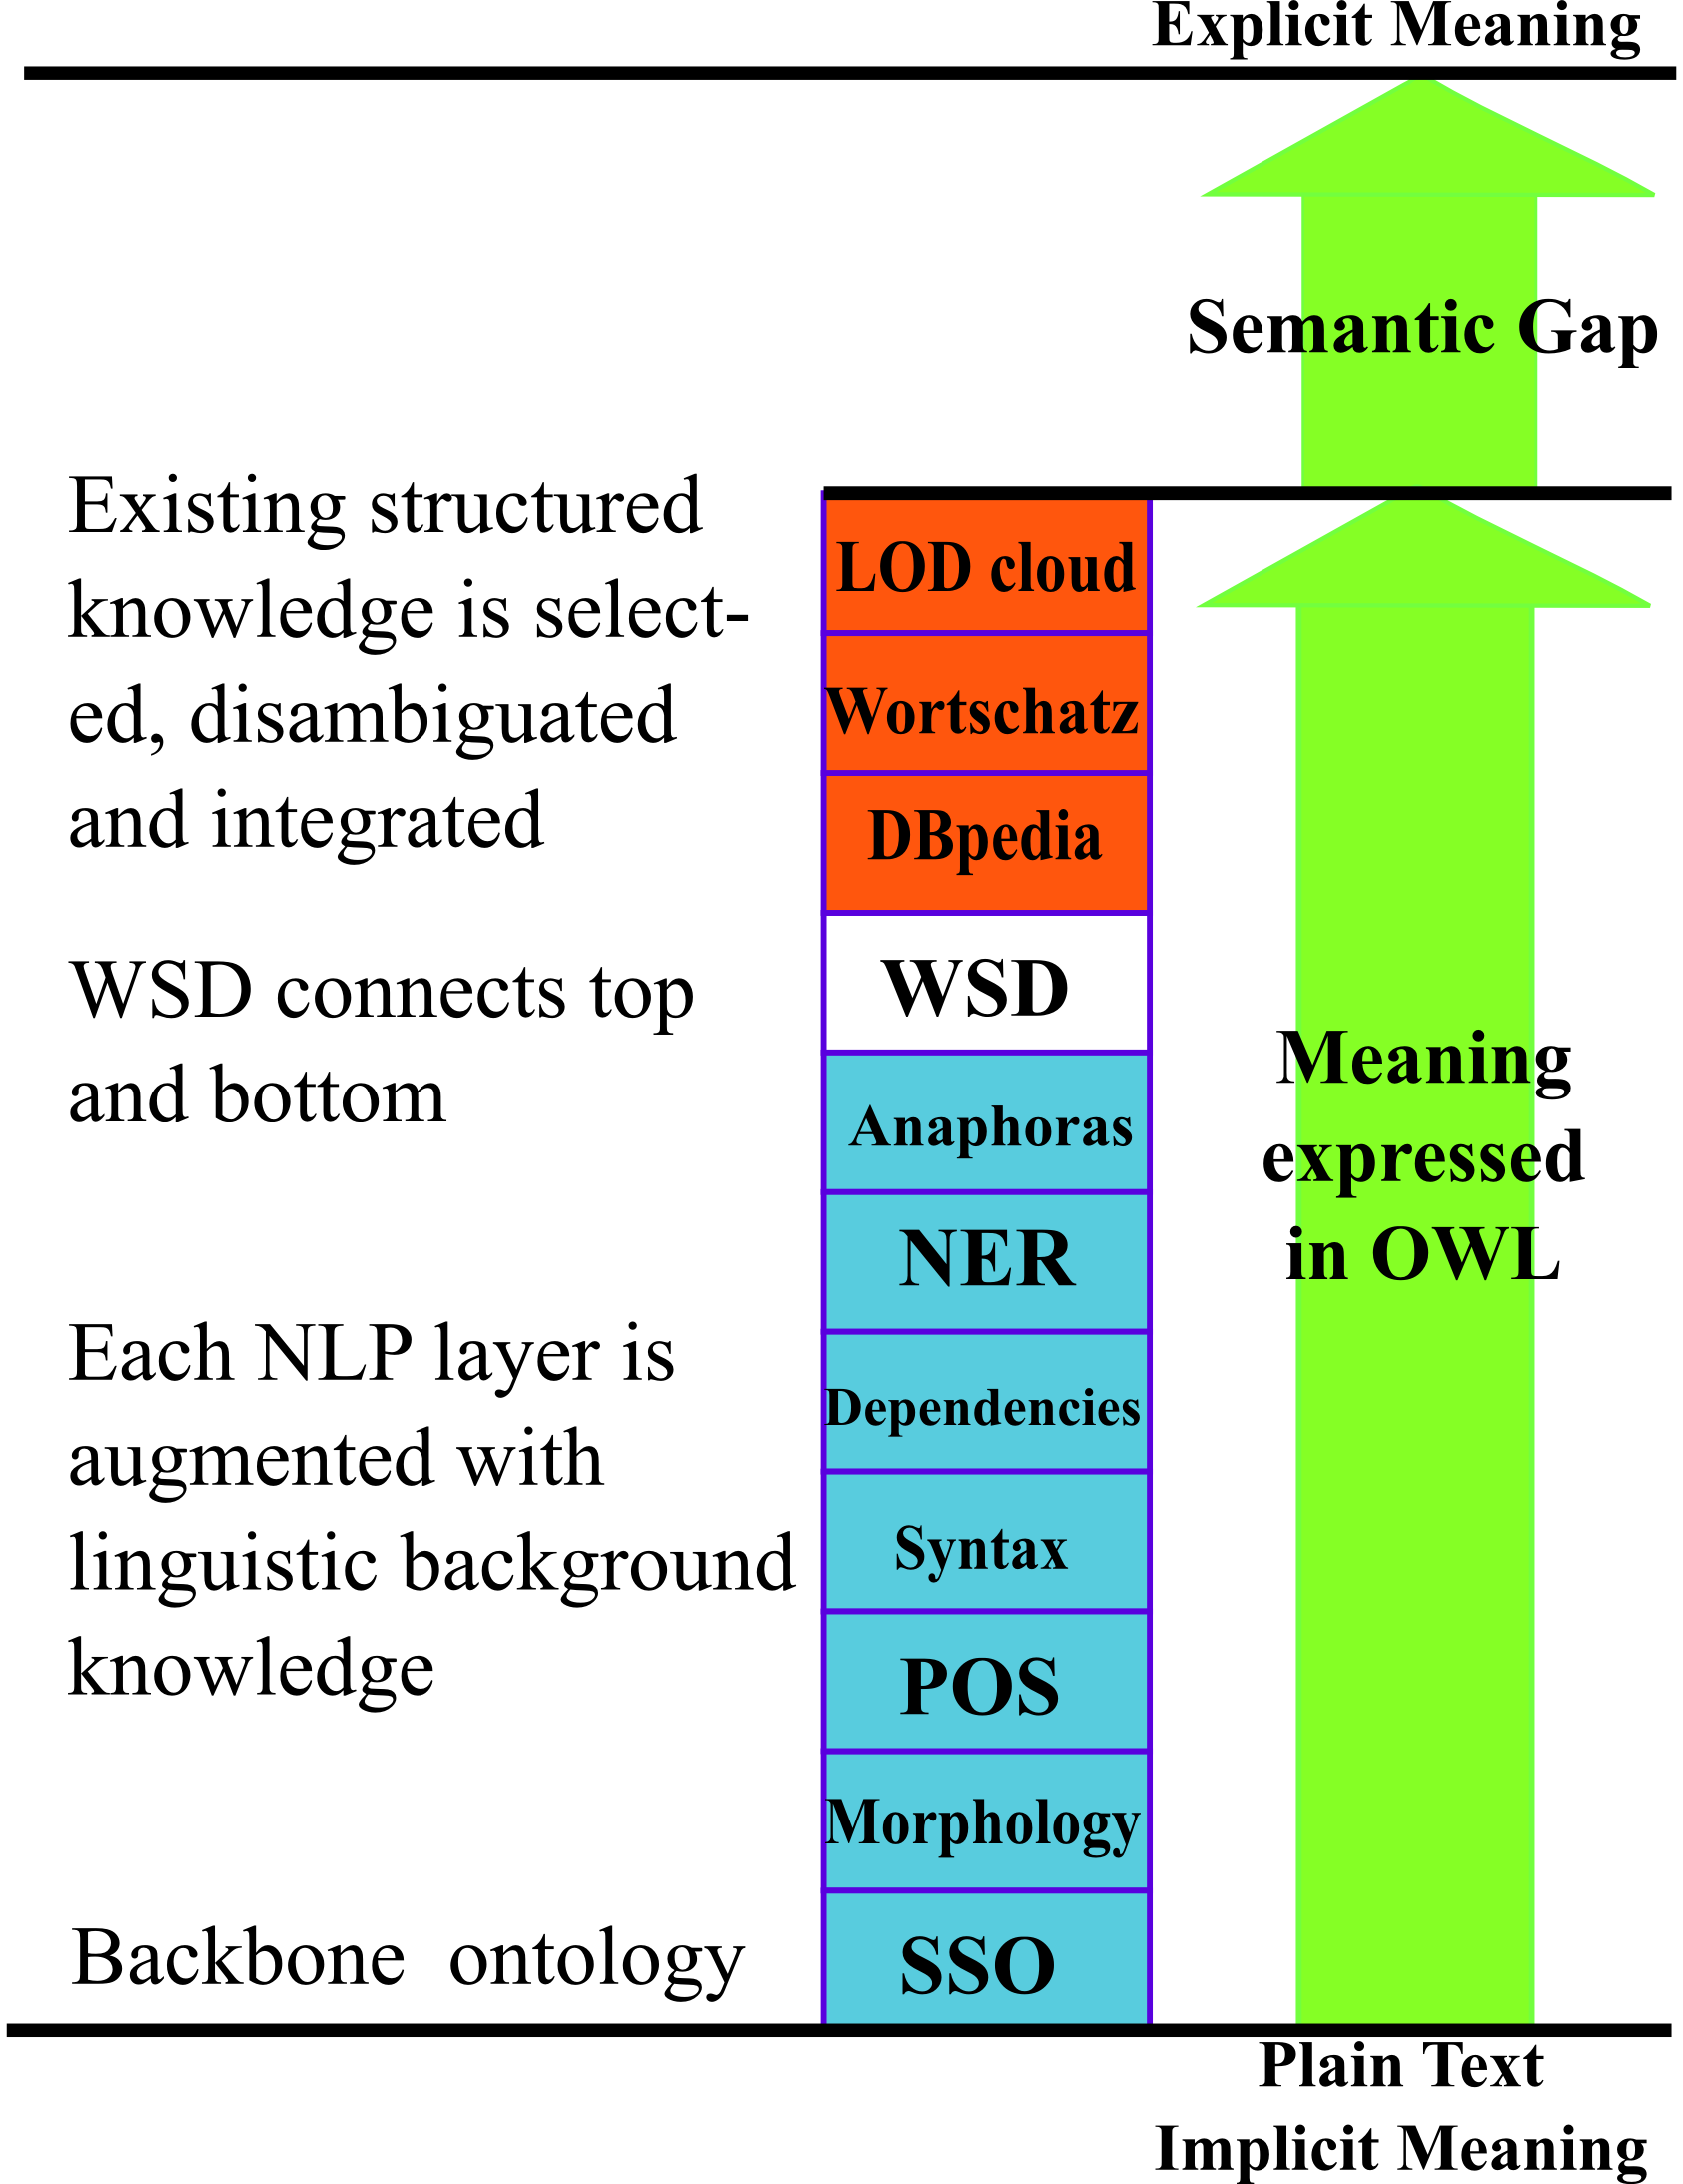 Explicit Meaning
Semantic Gap
Existing structured
knowledge is select-
ed, disambiguated
and integrated
LOD cloud
Wortschatz
DBpedia
WSD connects top
and bottom
WSD
Meaning
expressed
in OWL
Anaphoras
NER
Each NLP layer is
augmented with
linguistic background
knowledge
Dependencies
Syntax
POS
Morphology
Backbone ontology
SSO
Plain Text
Implicit Meaning